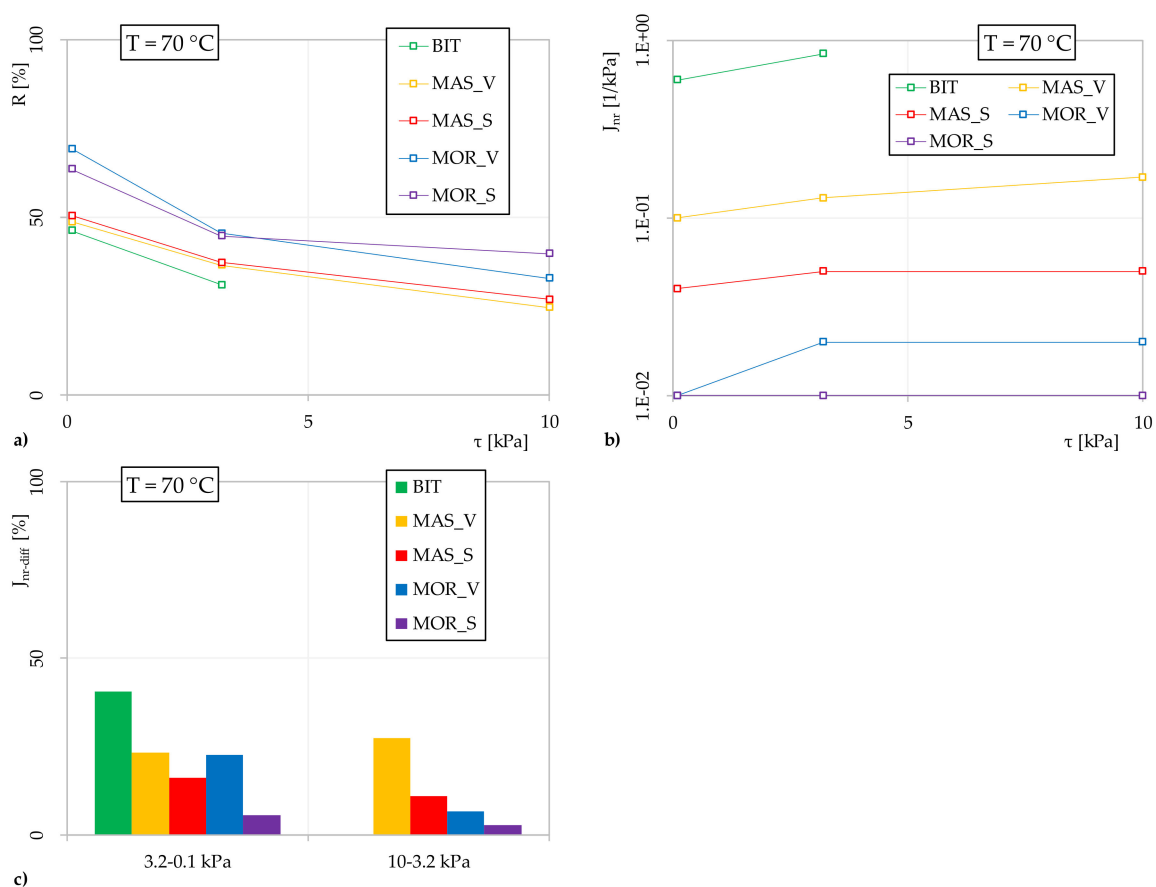 T = 70 °C
R [%]
100
50
0
0 5 10
τ [kPa]
BIT
MAS_V
MAS_S
MOR_V
MOR_S
a)
T = 70 °C
Jnr [1/kPa]
1.E+00
1.E-01
1.E-02
0 5 10
τ [kPa]
BIT MAS_V
MAS_S MOR_V
MOR_S
b)
T = 70 °C
Jnr-diff [%]
100
50
0
BIT
MAS_V
MAS_S
MOR_V
MOR_S
3.2-0.1 kPa 10-3.2 kPa
c)